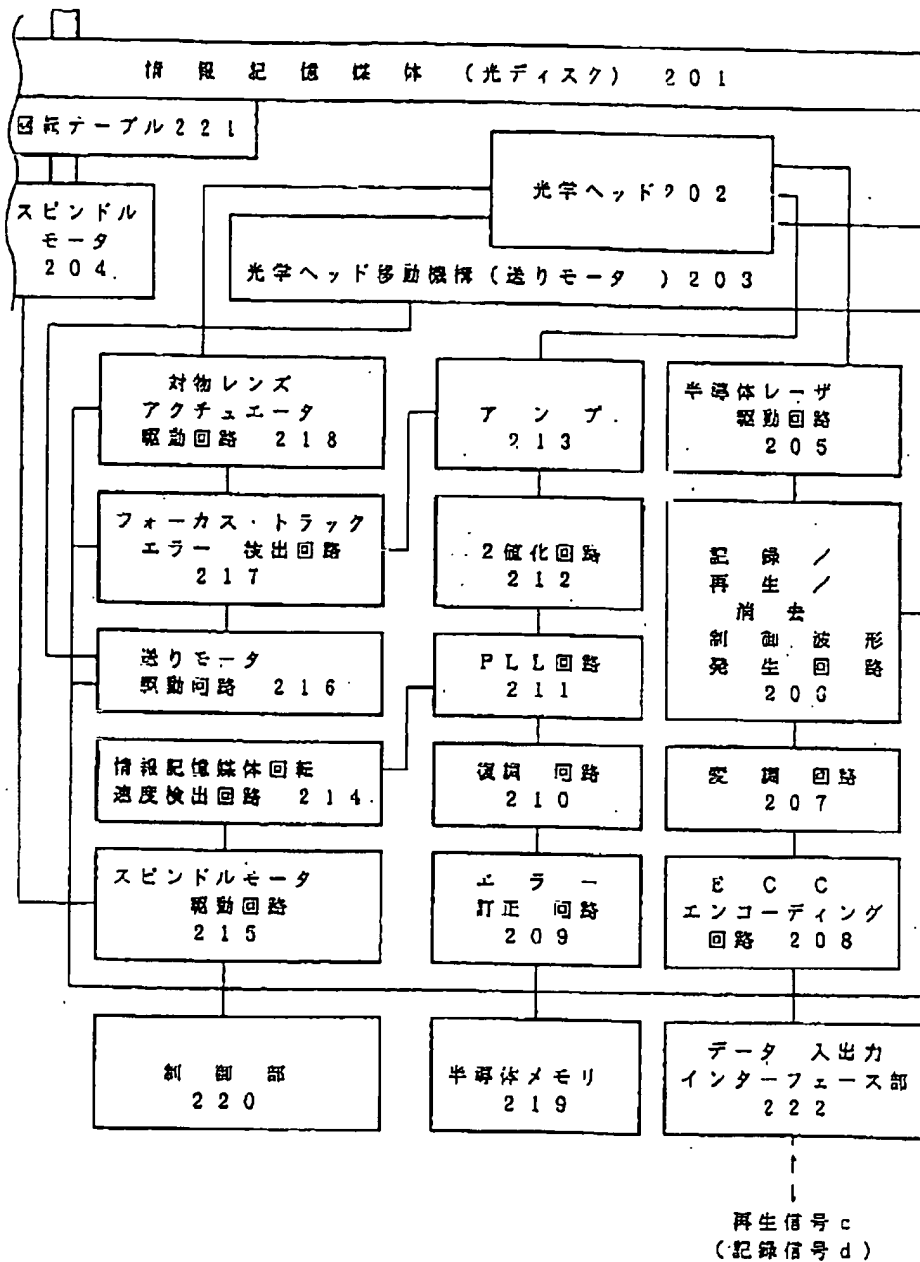 情報記憶媒体 (光ディスク) 201
回転テーブル221
スピンドル
モータ
204
光学ヘッド202
光学ヘッド移動機構(送りモータ )203
対物レンズ
アクチュエータ
駆動回路 218
アンプ
213
半導体レーザ
駆動回路
205
フォーカス・トラック
エラー 検出回路
217
2値化回路
212
記録/
再生/
消去
制御波形
発生回路
206
送りモータ
駆動回路 216
PLL回路
211
情報記憶媒体回転
速度検出回路 214
復調 回路
210
変調回路
207
スピンドルモータ
駆動回路
215
エラー
訂正 回路
209
ECC
エンコーディング
回路 208
制御部
220
半導体メモリ
219
データ 入出力
インターフェース部
222
再生信号c
(記録信号d)